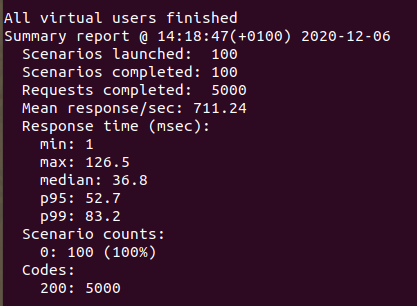 All virtual users finished
Summary report @ 14:18:47(+0100) 2020-12-06
Scenarios launched:  100
Scenarios completed: 100
Requests completed:  5000
Mean response/sec: 711.24
Response time (msec):
min: 1
max: 126.5
median: 36.8
p95: 52.7
p99: 83.2
Scenario counts:
0: 100 (100%)
Codes:
200: 5000